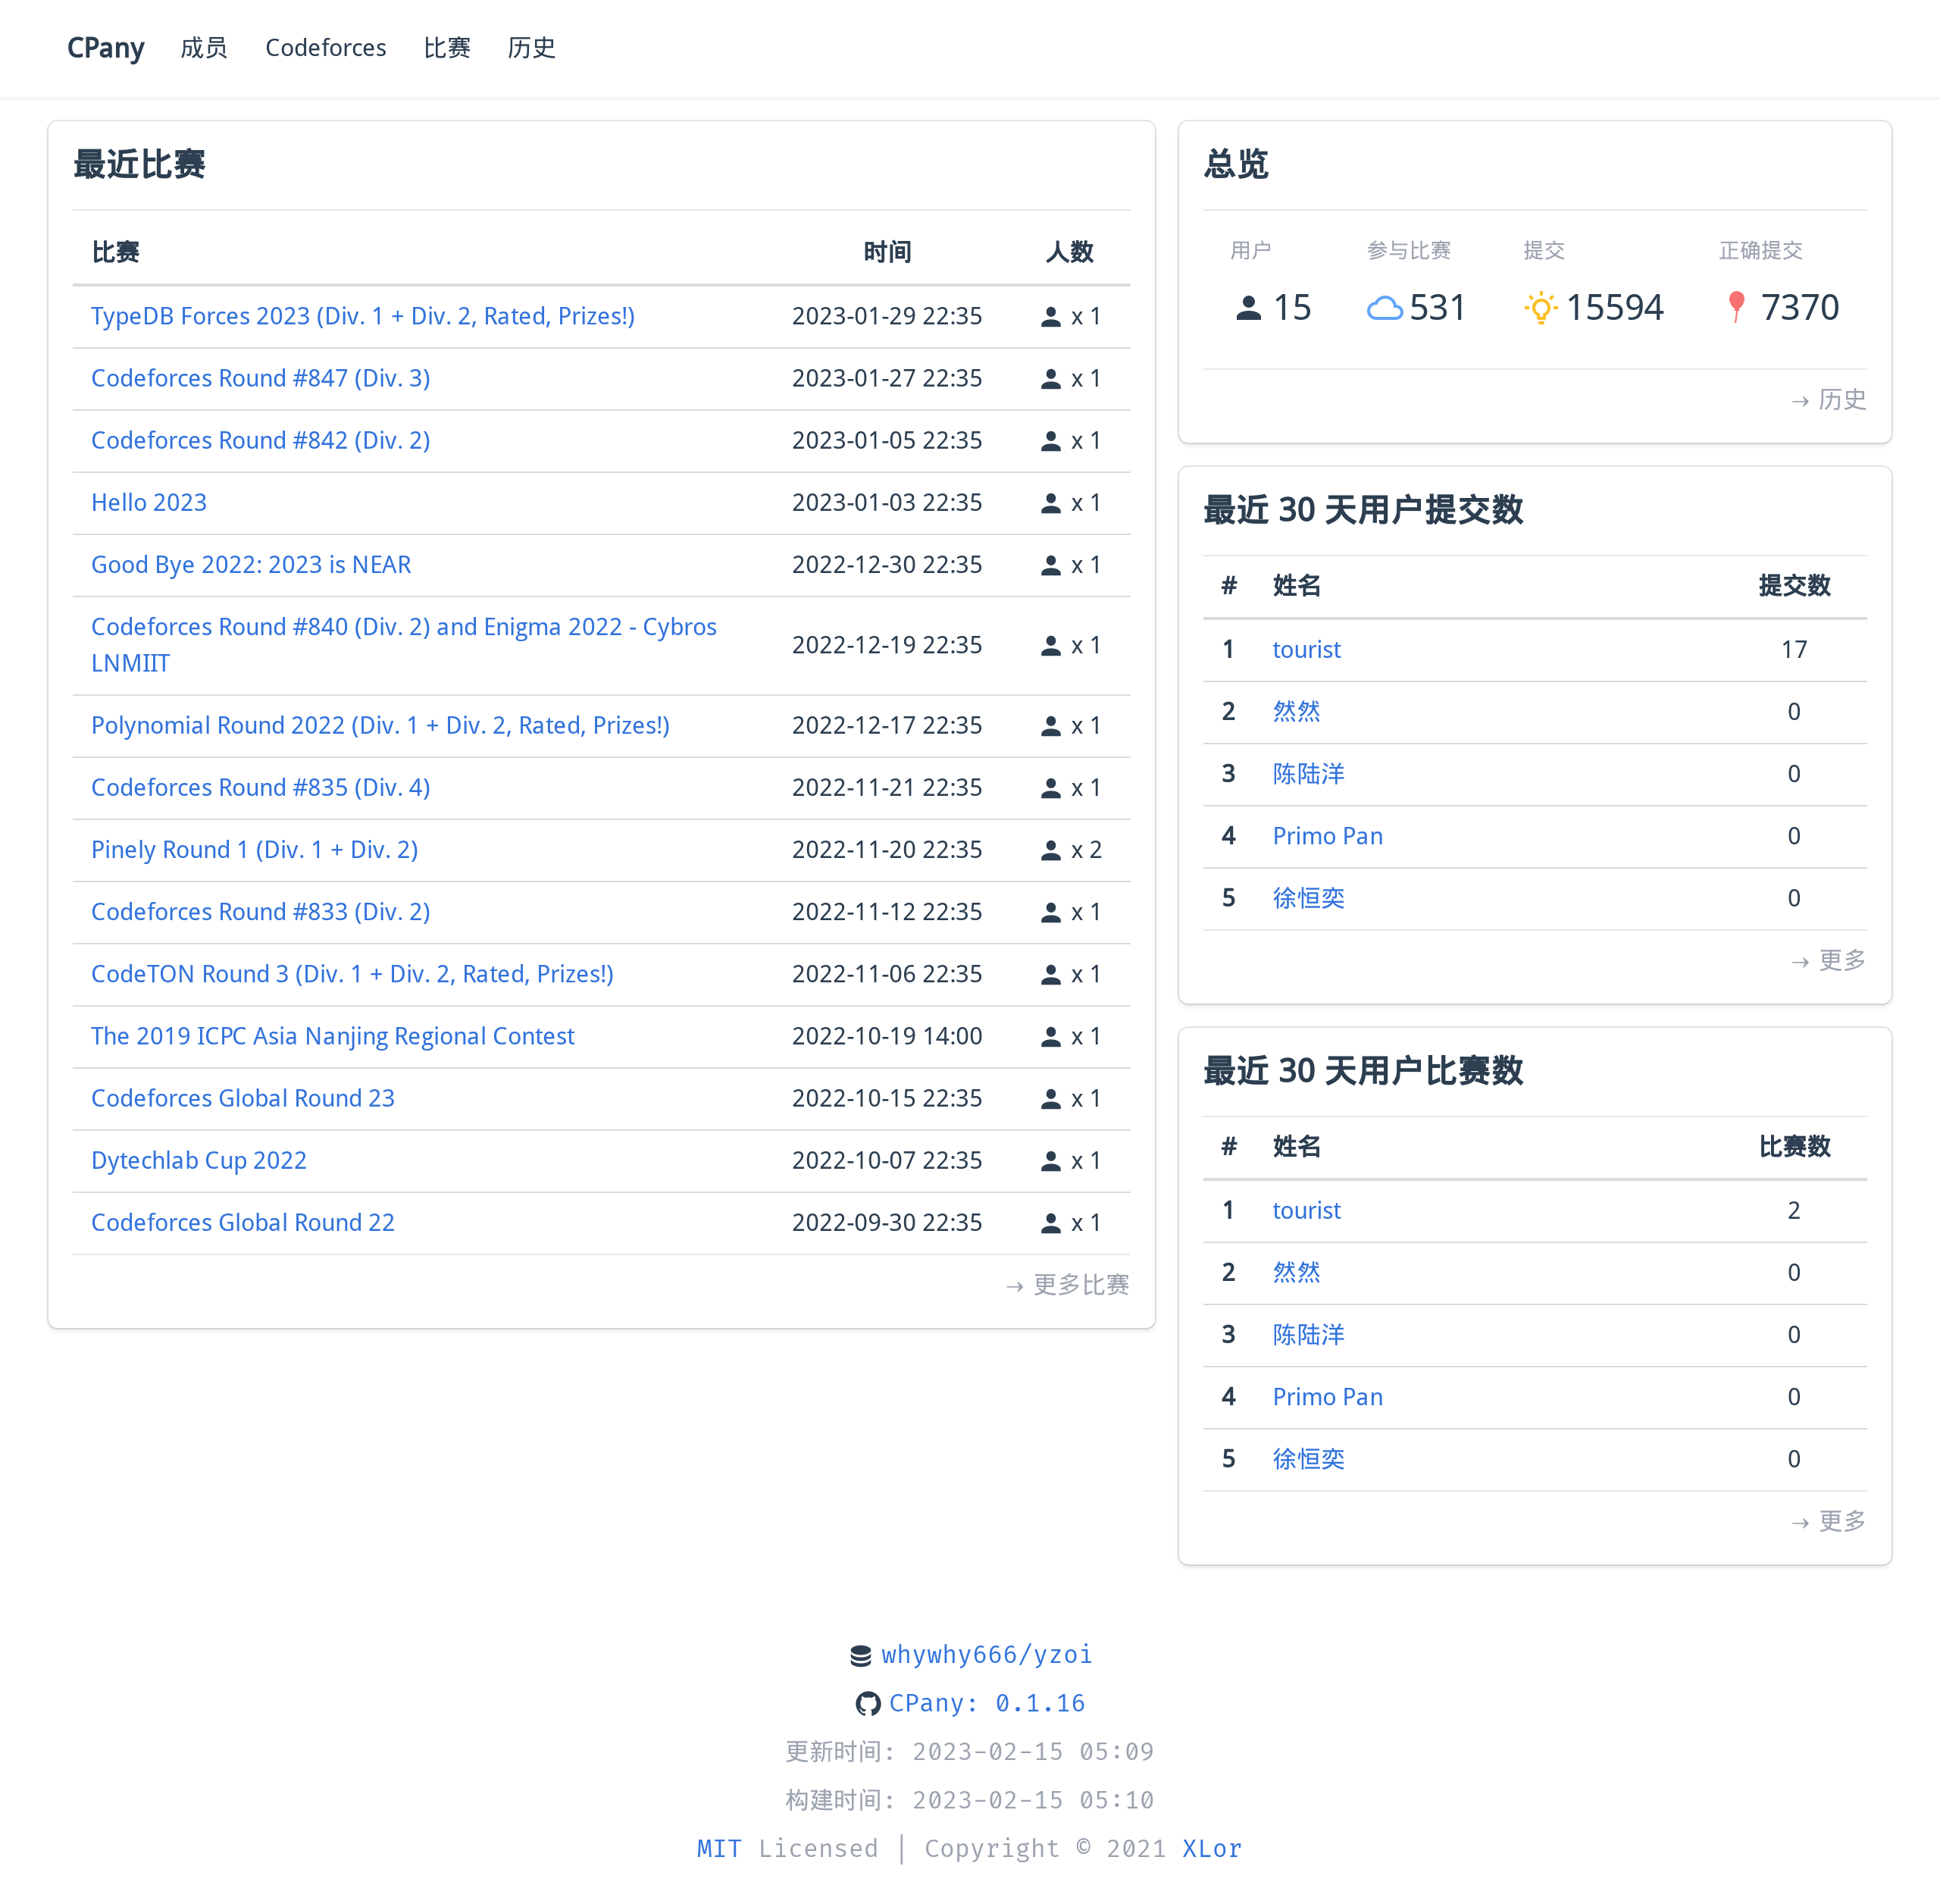 CPany 成员 Codeforces 比赛 历史
最近比赛
比赛 时间 人数
TypeDB Forces 2023 (Div. 1 + Div. 2, Rated, Prizes!) 2023-01-29 22:35 x 1
Codeforces Round #847 (Div. 3) 2023-01-27 22:35 x 1
Codeforces Round #842 (Div. 2) 2023-01-05 22:35 x 1
Hello 2023 2023-01-03 22:35 x 1
Good Bye 2022: 2023 is NEAR 2022-12-30 22:35 x 1
Codeforces Round #840 (Div. 2) and Enigma 2022 - Cybros
LNMIIT 2022-12-19 22:35 x 1
Polynomial Round 2022 (Div. 1 + Div. 2, Rated, Prizes!) 2022-12-17 22:35 x 1
Codeforces Round #835 (Div. 4) 2022-11-21 22:35 x 1
Pinely Round 1 (Div. 1 + Div. 2) 2022-11-20 22:35 x 2
Codeforces Round #833 (Div. 2) 2022-11-12 22:35 x 1
CodeTON Round 3 (Div. 1 + Div. 2, Rated, Prizes!) 2022-11-06 22:35 x 1
The 2019 ICPC Asia Nanjing Regional Contest 2022-10-19 14:00 x 1
Codeforces Global Round 23 2022-10-15 22:35 x 1
Dytechlab Cup 2022 2022-10-07 22:35 x 1
Codeforces Global Round 22 2022-09-30 22:35 x 1
→ 更多比赛
总览
用户 参与比赛 提交 正确提交
15 531 15594 7370
→ 历史
最近 30 天用户提交数
# 姓名 提交数
1 tourist 17
2 然然 0
3 陈陆洋 0
4 Primo Pan 0
5 徐恒奕 0
→ 更多
最近 30 天用户比赛数
# 姓名 比赛数
1 tourist 2
2 然然 0
3 陈陆洋 0
4 Primo Pan 0
5 徐恒奕 0
→ 更多
whywhy666/yzoi
CPany: 0.1.16
更新时间: 2023-02-15 05:09
构建时间: 2023-02-15 05:10
MIT Licensed | Copyright © 2021 XLor